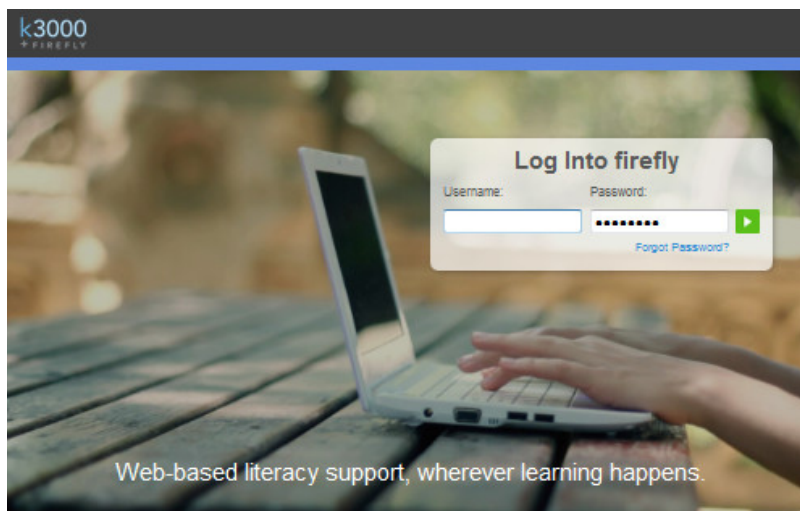 k3000
+ FIREFLY
Log Into firefly
Username: Password:
••••••••
Forgot Password?
Web-based literacy support, wherever learning happens.